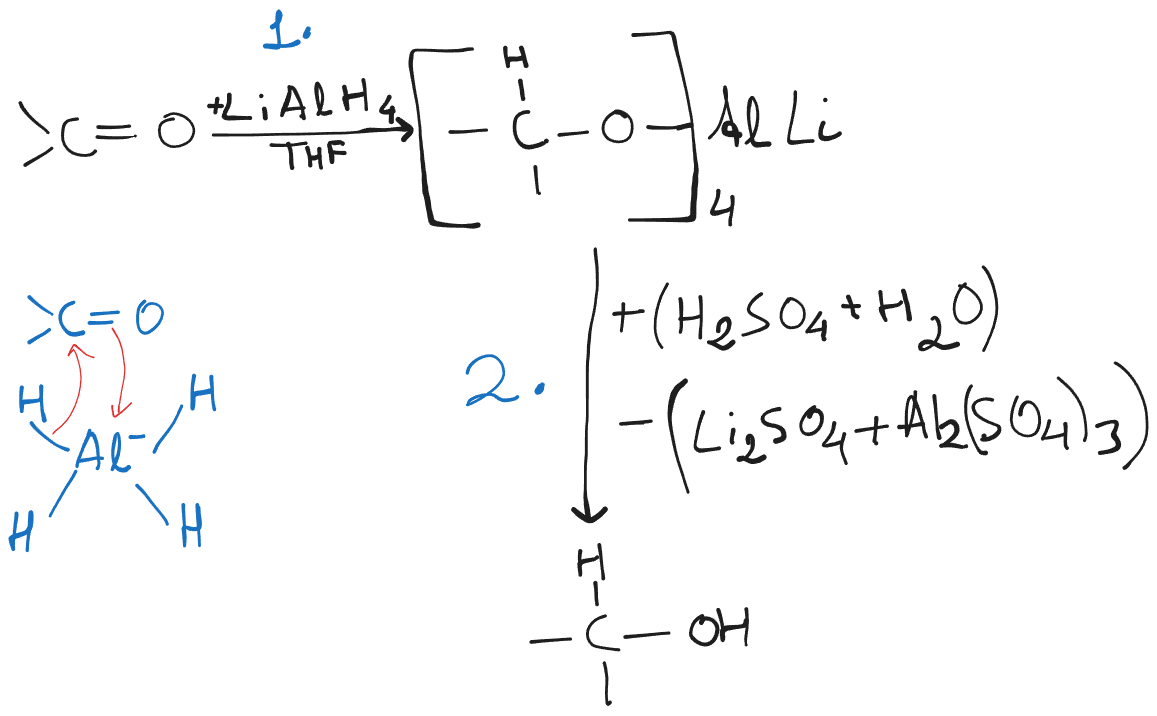 1.
>C=O +LiAlH4 THF [-C-O-]4 AlLi
H
+(H2SO4+H2O)
2.
-(Li2SO4+Al2(SO4)3)
>C=O
H H
Al-
H H
H
-C-OH